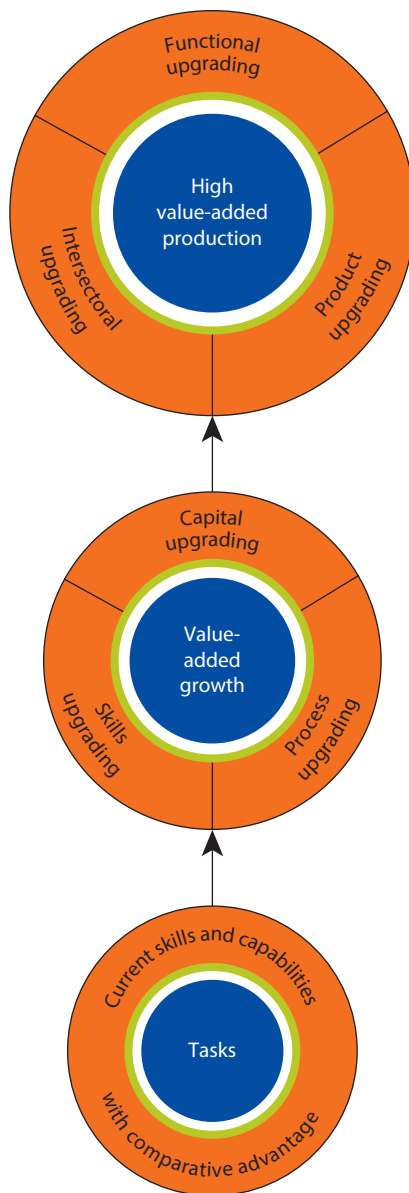 Functional
upgrading
High
value-added
production
Intersectoral
upgrading
Product
upgrading
Capital
upgrading
Value-
added
growth
Skills
upgrading
Process
upgrading
Current skills and capabilities
Tasks
with comparative advantage